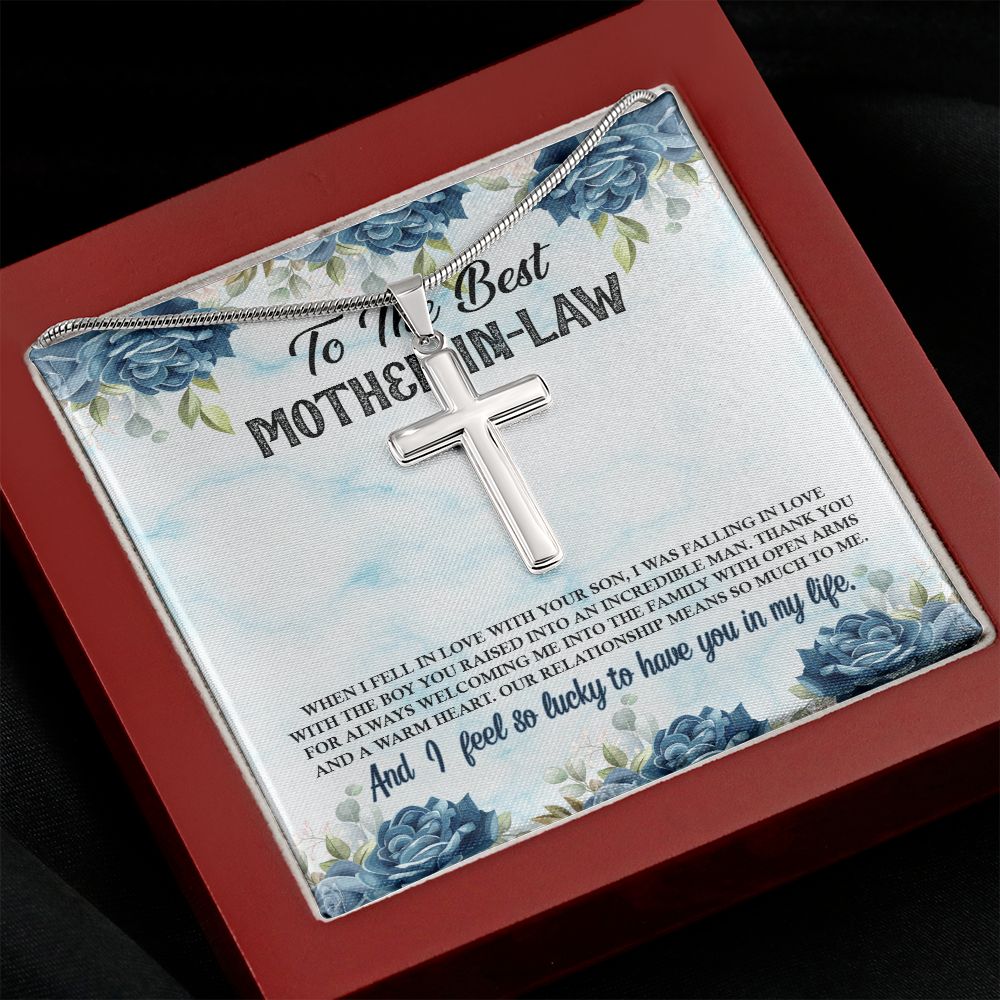 To The Best
MOTHER-IN-LAW
WHEN I FELL IN LOVE WITH YOUR SON, I WAS FALLING IN LOVE
WITH THE BOY YOU RAISED INTO AN INCREDIBLE MAN. THANK YOU
FOR ALWAYS WELCOMING ME INTO THE FAMILY WITH OPEN ARMS
AND A WARM HEART. OUR RELATIONSHIP MEANS SO MUCH TO ME.
And I feel so lucky to have you in my life.